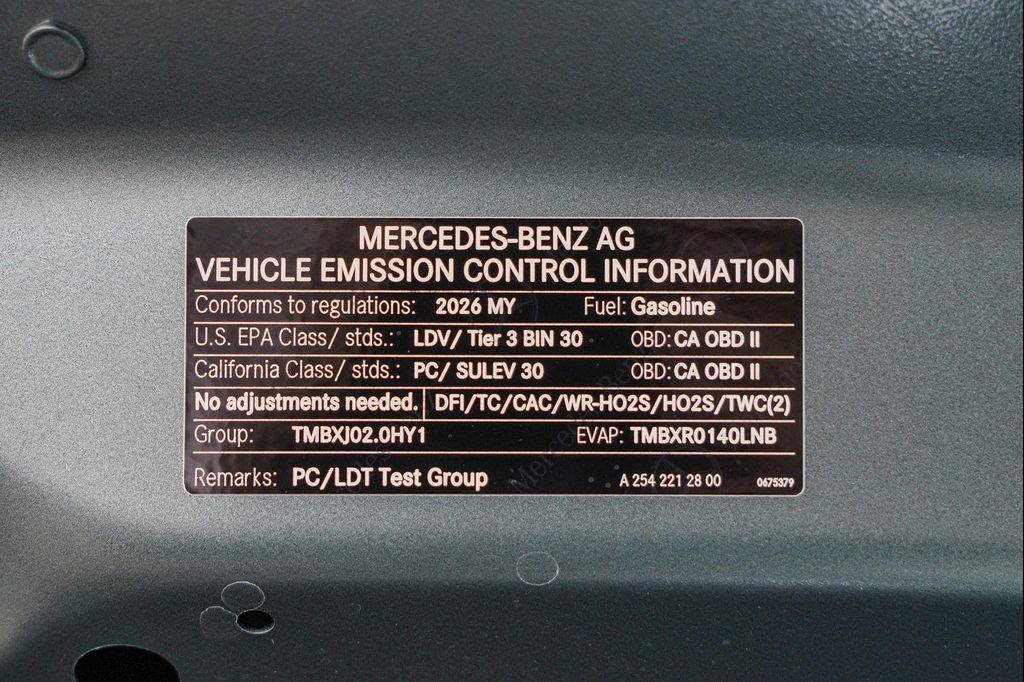 MERCEDES-BENZ AG
VEHICLE EMISSION CONTROL INFORMATION
Conforms to regulations: 2026 MY Fuel: Gasoline
U.S. EPA Class/ stds.: LDV/ Tier 3 BIN 30 OBD: CA OBD II
California Class/ stds.: PC/ SULEV 30 OBD: CA OBD II
No adjustments needed. DFI/TC/CAC/WR-HO2S/HO2S/TWC(2)
Group: TMBXJ02.0HY1 EVAP: TMBXR0140LNB
Remarks: PC/LDT Test Group A 254 221 28 00 0675379